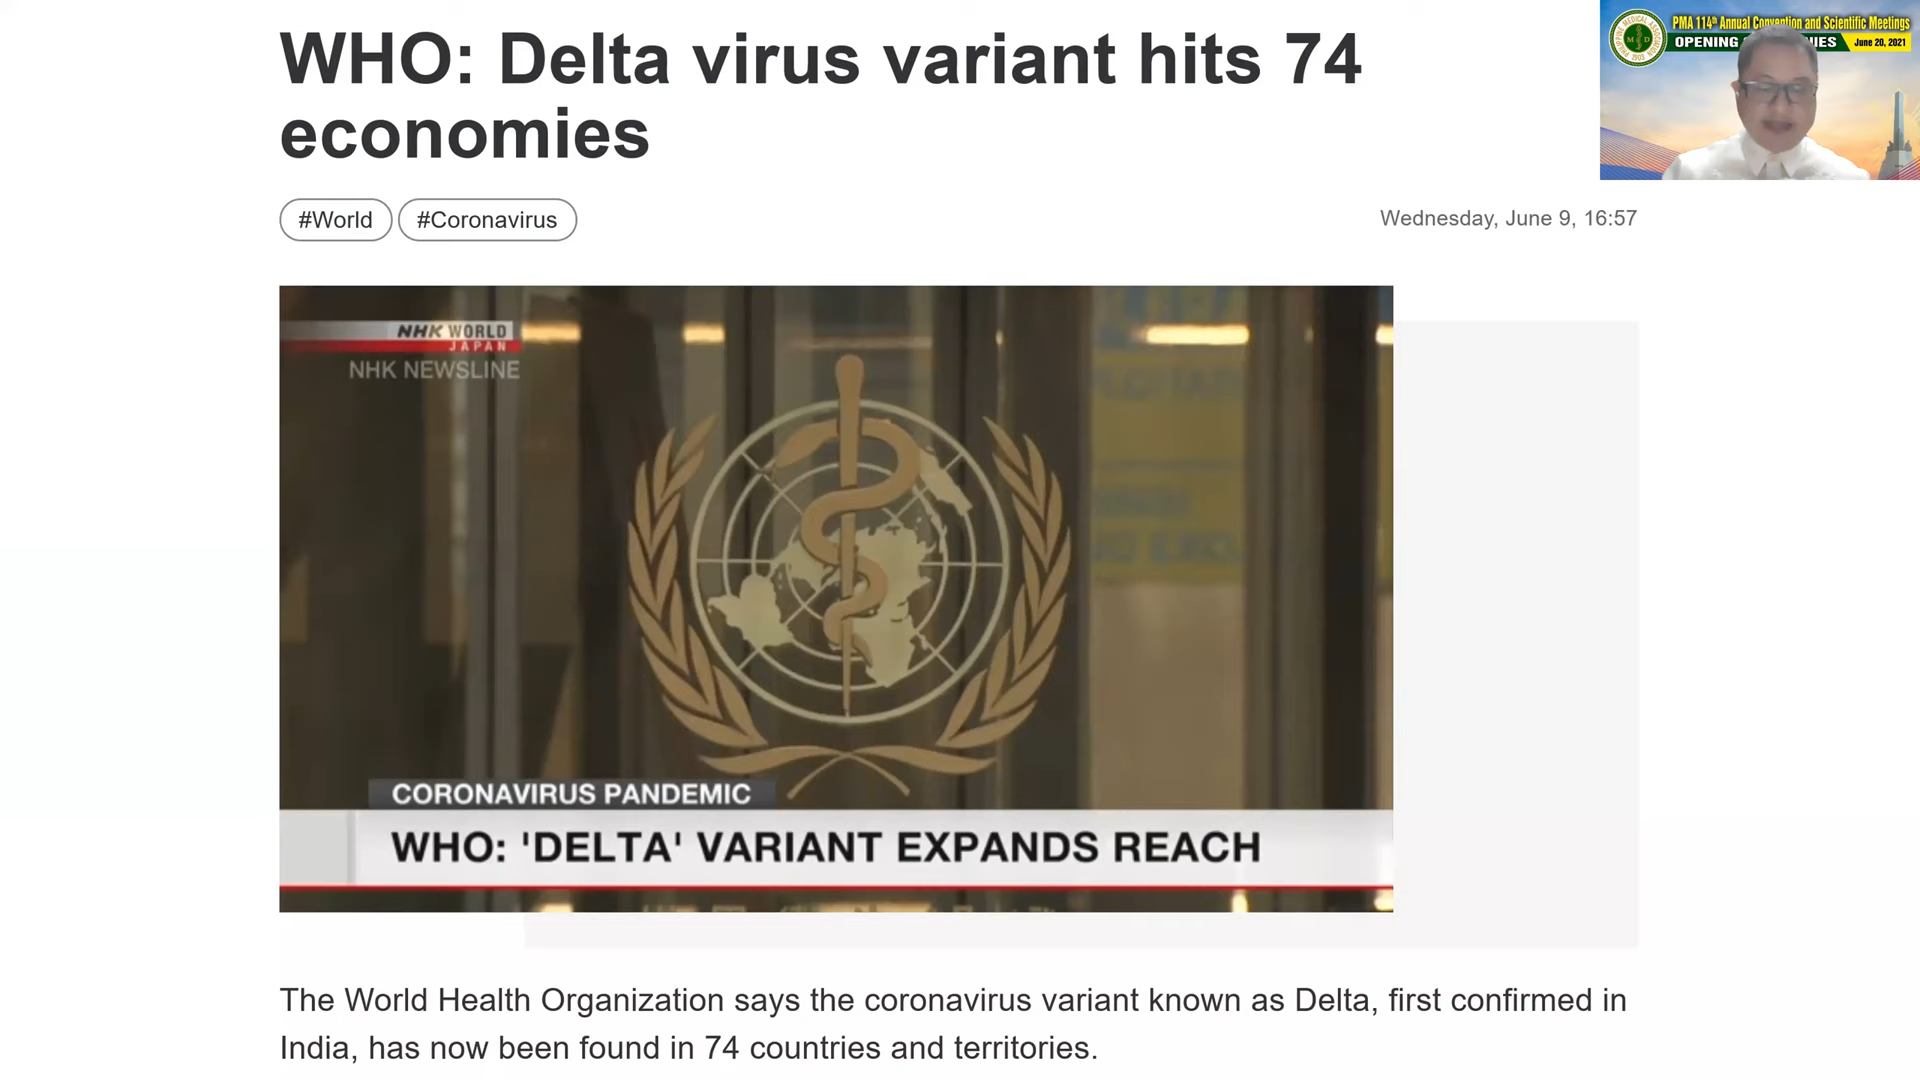 WHO: Delta virus variant hits 74
economies
#World
#Coronavirus
Wednesday, June 9, 16:57
PMA 114th Annual Convention and Scientific Meetings
OPENING
June 20, 2021
NHK WORLD
JAPAN
NHK NEWSLINE
CORONAVIRUS PANDEMIC
WHO: 'DELTA' VARIANT EXPANDS REACH
The World Health Organization says the coronavirus variant known as Delta, first confirmed in
India, has now been found in 74 countries and territories.